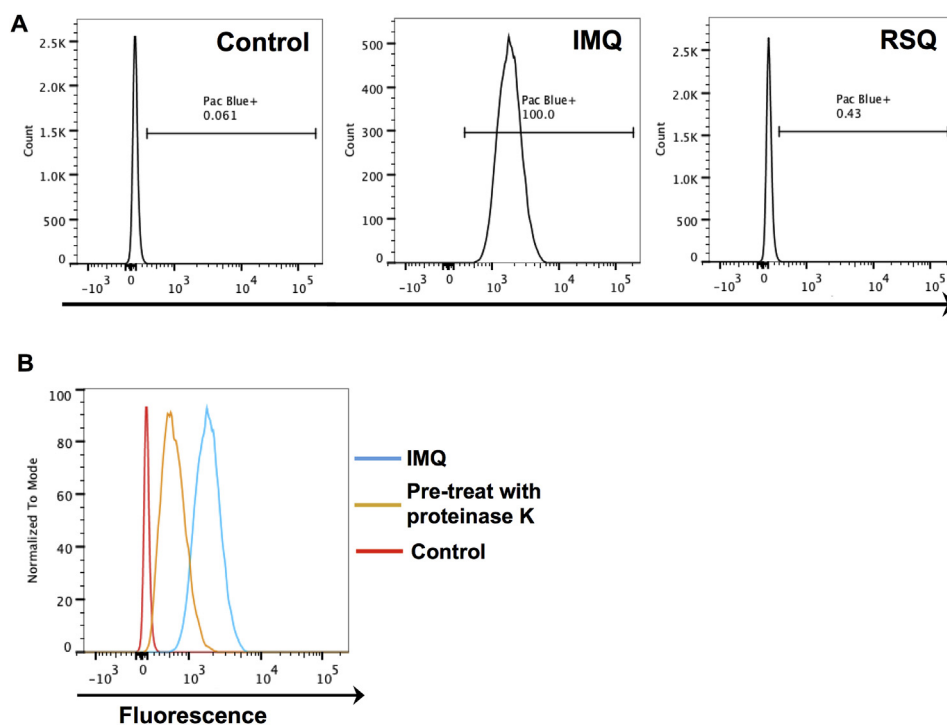 A
Control
IMQ
RSQ
2.5K
2.0K
1.5K
1.0K
500
0
Count
Pac Blue+
0.061
-10³ 0 10³ 10⁴ 10⁵
500
400
300
200
100
0
Count
Pac Blue+
100.0
-10³ 0 10³ 10⁴ 10⁵
2.5K
2.0K
1.5K
1.0K
500
0
Count
Pac Blue+
0.43
-10³ 0 10³ 10⁴ 10⁵
B
100
80
60
40
20
0
Normalized To Mode
-10³ 0 10³ 10⁴ 10⁵
Fluorescence
IMQ
Pre-treat with
proteinase K
Control